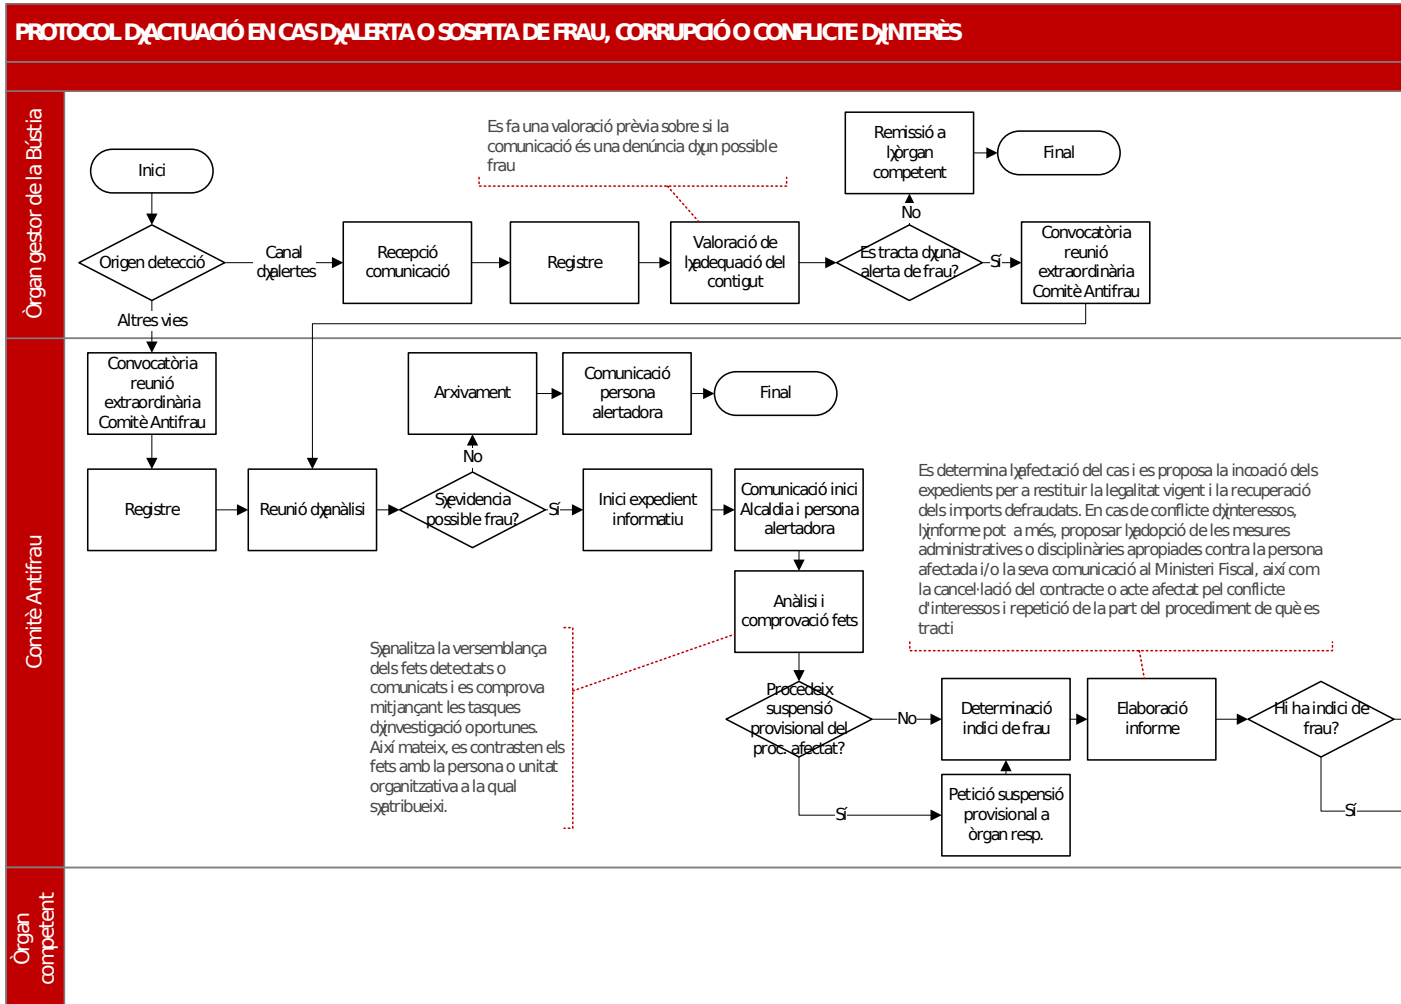 PROTOCOL D’ACTUACIÓ EN CAS D’ALERTA O SOSPITA DE FRAU, CORRUPCIÓ O CONFLICTE D’INTERÈS
Òrgan gestor de la Bústia
Inici
Origen detecció
Canal
d’alertes
Recepció
comunicació
Registre
Es fa una valoració prèvia sobre si la
comunicació és una denúncia d’un possible
frau
Valoració de
l’adequació del
contigut
Es tracta d’una
alerta de frau?
No
Remissió a
l’òrgan
competent
Final
Sí
Convocatòria
reunió
extraordinària
Comitè Antifrau
Altres vies
Comitè Antifrau
Convocatòria
reunió
extraordinària
Comitè Antifrau
Registre
Reunió d’anàlisi
S’evidencia
possible frau?
No
Arxivament
Comunicació
persona
alertadora
Final
Sí
Inici expedient
informatiu
Comunicació inici
Alcaldia i persona
alertadora
Anàlisi i
comprovació fets
S’analitza la versemblança
dels fets detectats o
comunicats i es comprova
mitjançant les tasques
d’investigació oportunes.
Així mateix, es contrasten els
fets amb la persona o unitat
organitzativa a la qual
s’atribueixi.
Procedeix
suspensió
provisional del
proc. afectat?
No
Sí
Petició suspensió
provisional a
òrgan resp.
Determinació
indici de frau
Es determina l’afectació del cas i es proposa la incoació dels
expedients per a restituir la legalitat vigent i la recuperació
dels imports defraudats. En cas de conflicte d’interessos,
l’informe pot a més, proposar l’adopció de les mesures
administratives o disciplinàries apropiades contra la persona
afectada i/o la seva comunicació al Ministeri Fiscal, així com
la cancel·lació del contracte o acte afectat pel conflicte
d'interessos i repetició de la part del procediment de què es
tracti
Elaboració
informe
Hi ha indici de
frau?
Sí
Òrgan
competent